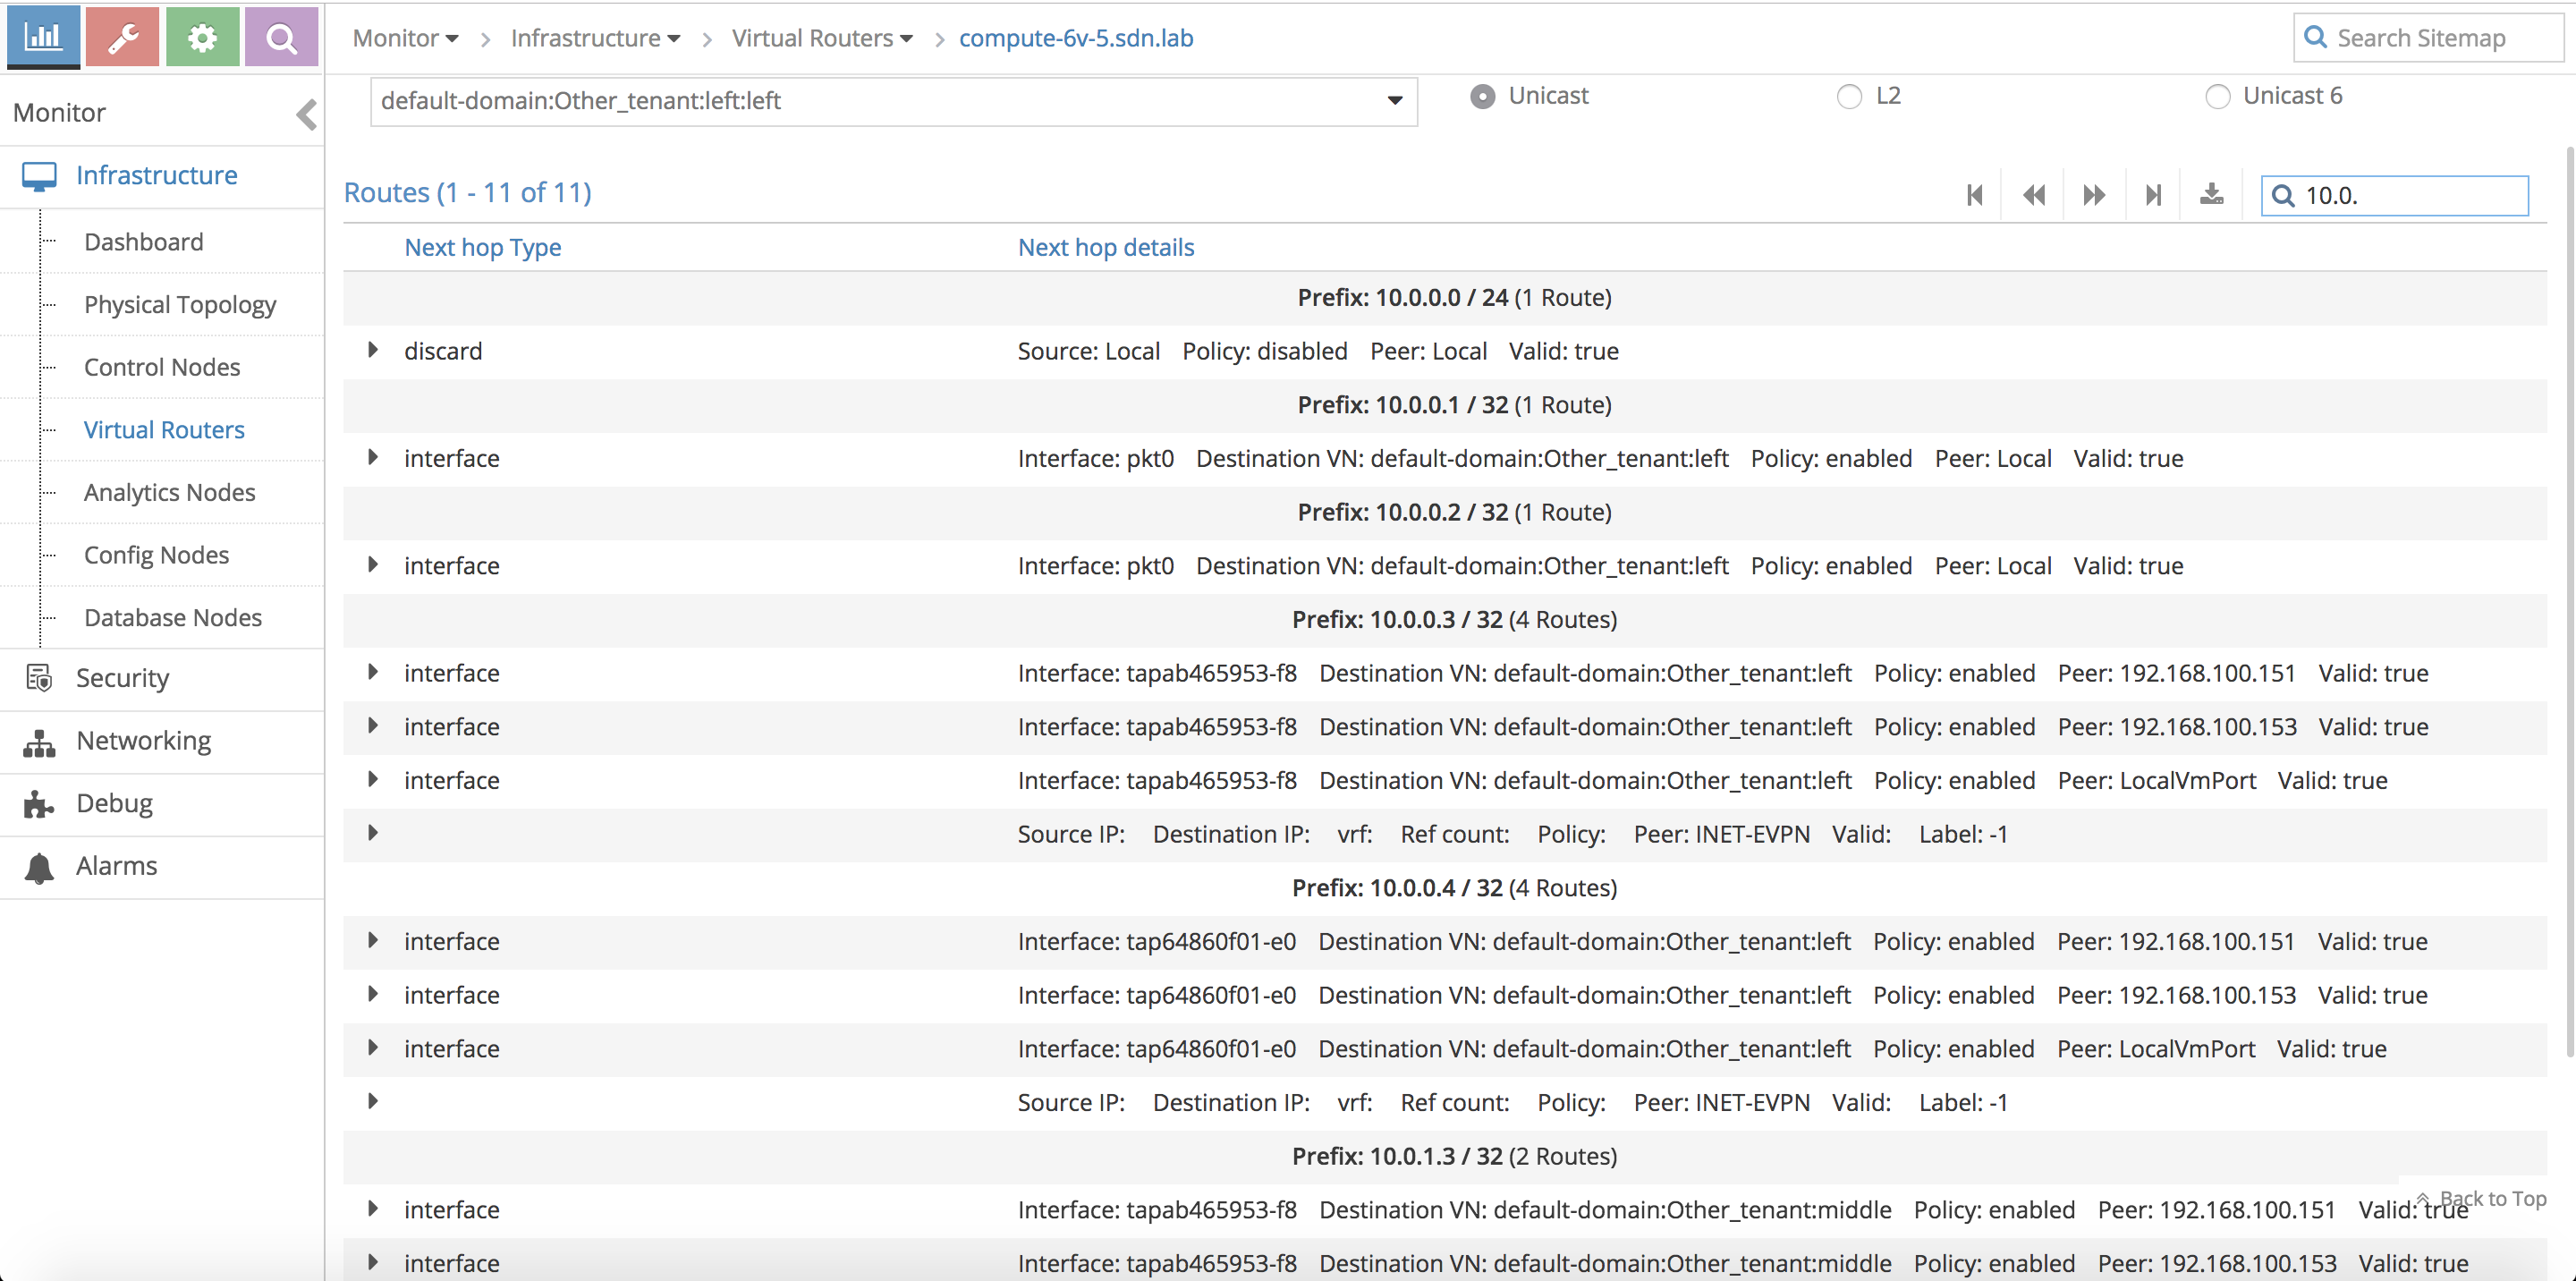 Monitor > Infrastructure > Virtual Routers > compute-6v-5.sdn.lab
Search Sitemap
Monitor
Infrastructure
Dashboard
Physical Topology
Control Nodes
Virtual Routers
Analytics Nodes
Config Nodes
Database Nodes
Security
Networking
Debug
Alarms
default-domain:Other_tenant:left:left
Unicast
L2
Unicast 6
Routes (1 - 11 of 11)
10.0.
Next hop Type Next hop details
Prefix: 10.0.0.0 / 24 (1 Route)
discard Source: Local Policy: disabled Peer: Local Valid: true
Prefix: 10.0.0.1 / 32 (1 Route)
interface Interface: pkt0 Destination VN: default-domain:Other_tenant:left Policy: enabled Peer: Local Valid: true
Prefix: 10.0.0.2 / 32 (1 Route)
interface Interface: pkt0 Destination VN: default-domain:Other_tenant:left Policy: enabled Peer: Local Valid: true
Prefix: 10.0.0.3 / 32 (4 Routes)
interface Interface: tapab465953-f8 Destination VN: default-domain:Other_tenant:left Policy: enabled Peer: 192.168.100.151 Valid: true
interface Interface: tapab465953-f8 Destination VN: default-domain:Other_tenant:left Policy: enabled Peer: 192.168.100.153 Valid: true
interface Interface: tapab465953-f8 Destination VN: default-domain:Other_tenant:left Policy: enabled Peer: LocalVmPort Valid: true
Source IP: Destination IP: vrf: Ref count: Policy: Peer: INET-EVPN Valid: Label: -1
Prefix: 10.0.0.4 / 32 (4 Routes)
interface Interface: tap64860f01-e0 Destination VN: default-domain:Other_tenant:left Policy: enabled Peer: 192.168.100.151 Valid: true
interface Interface: tap64860f01-e0 Destination VN: default-domain:Other_tenant:left Policy: enabled Peer: 192.168.100.153 Valid: true
interface Interface: tap64860f01-e0 Destination VN: default-domain:Other_tenant:left Policy: enabled Peer: LocalVmPort Valid: true
Source IP: Destination IP: vrf: Ref count: Policy: Peer: INET-EVPN Valid: Label: -1
Prefix: 10.0.1.3 / 32 (2 Routes)
interface Interface: tapab465953-f8 Destination VN: default-domain:Other_tenant:middle Policy: enabled Peer: 192.168.100.151 Valid: true
Back to Top
interface Interface: tapab465953-f8 Destination VN: default-domain:Other_tenant:middle Policy: enabled Peer: 192.168.100.153 Valid: true